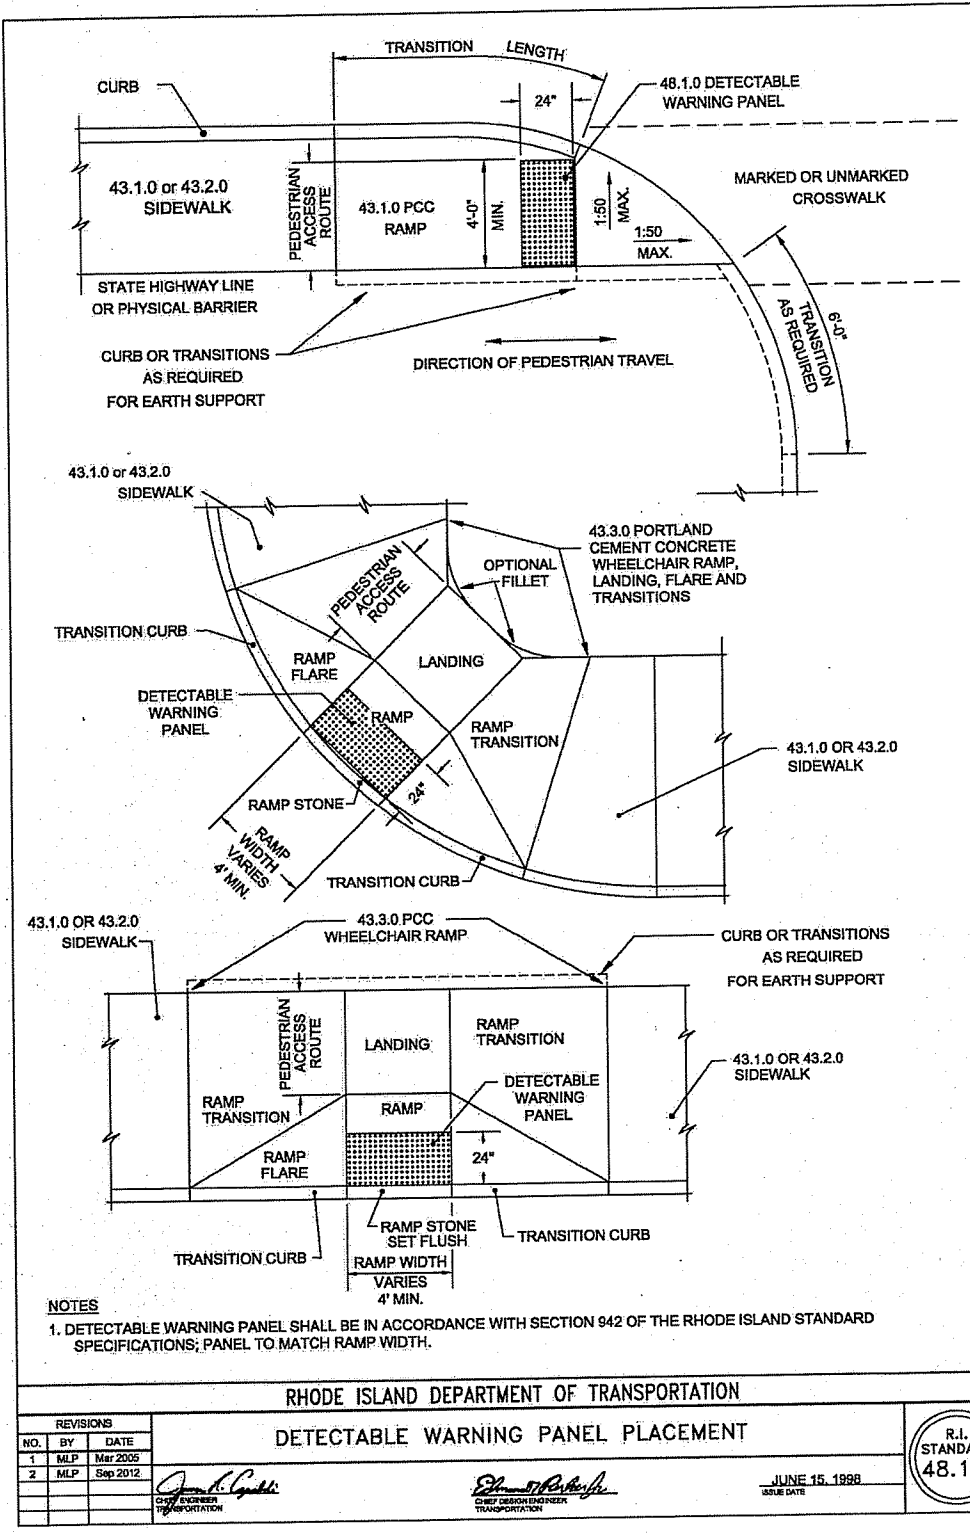 TRANSITION LENGTH
CURB
24"
48.1.0 DETECTABLE
WARNING PANEL
43.1.0 or 43.2.0
SIDEWALK
PEDESTRIAN
ACCESS
ROUTE
43.1.0 PCC
RAMP
4'-0"
MIN.
1:50
MAX.
1:50
MAX.
MARKED OR UNMARKED
CROSSWALK
STATE HIGHWAY LINE
OR PHYSICAL BARRIER
CURB OR TRANSITIONS
AS REQUIRED
FOR EARTH SUPPORT
DIRECTION OF PEDESTRIAN TRAVEL
6'-0"
TRANSITION
AS REQUIRED
43.1.0 or 43.2.0
SIDEWALK
PEDESTRIAN
ACCESS
ROUTE
OPTIONAL
FILLET
43.3.0 PORTLAND
CEMENT CONCRETE
WHEELCHAIR RAMP,
LANDING, FLARE AND
TRANSITIONS
TRANSITION CURB
RAMP
FLARE
LANDING
DETECTABLE
WARNING
PANEL
RAMP
RAMP
TRANSITION
43.1.0 OR 43.2.0
SIDEWALK
RAMP STONE
24"
RAMP
WIDTH
VARIES
4' MIN.
TRANSITION CURB
43.1.0 OR 43.2.0
SIDEWALK
43.3.0 PCC
WHEELCHAIR RAMP
CURB OR TRANSITIONS
AS REQUIRED
FOR EARTH SUPPORT
PEDESTRIAN
ACCESS
ROUTE
LANDING
RAMP
TRANSITION
43.1.0 OR 43.2.0
SIDEWALK
RAMP
TRANSITION
RAMP
DETECTABLE
WARNING
PANEL
RAMP
FLARE
24"
RAMP STONE
SET FLUSH
TRANSITION CURB
TRANSITION CURB
RAMP WIDTH
VARIES
4' MIN.
NOTES
1. DETECTABLE WARNING PANEL SHALL BE IN ACCORDANCE WITH SECTION 942 OF THE RHODE ISLAND STANDARD
SPECIFICATIONS; PANEL TO MATCH RAMP WIDTH.
RHODE ISLAND DEPARTMENT OF TRANSPORTATION
REVISIONS
NO. BY DATE
1 MLP Mar 2005
2 MLP Sep 2012
DETECTABLE WARNING PANEL PLACEMENT
CHIEF ENGINEER
TRANSPORTATION
CHIEF DESIGN ENGINEER
TRANSPORTATION
JUNE 15, 1998
ISSUE DATE
R.I.
STANDA
48.1